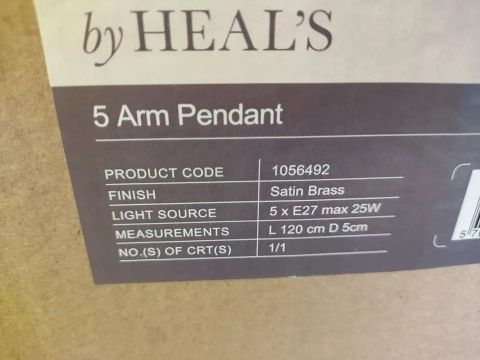 by HEAL'S
5 Arm Pendant
PRODUCT CODE 1056492
FINISH Satin Brass
LIGHT SOURCE 5 x E27 max 25W
MEASUREMENTS L 120 cm D 5cm
NO.(S) OF CRT(S) 1/1